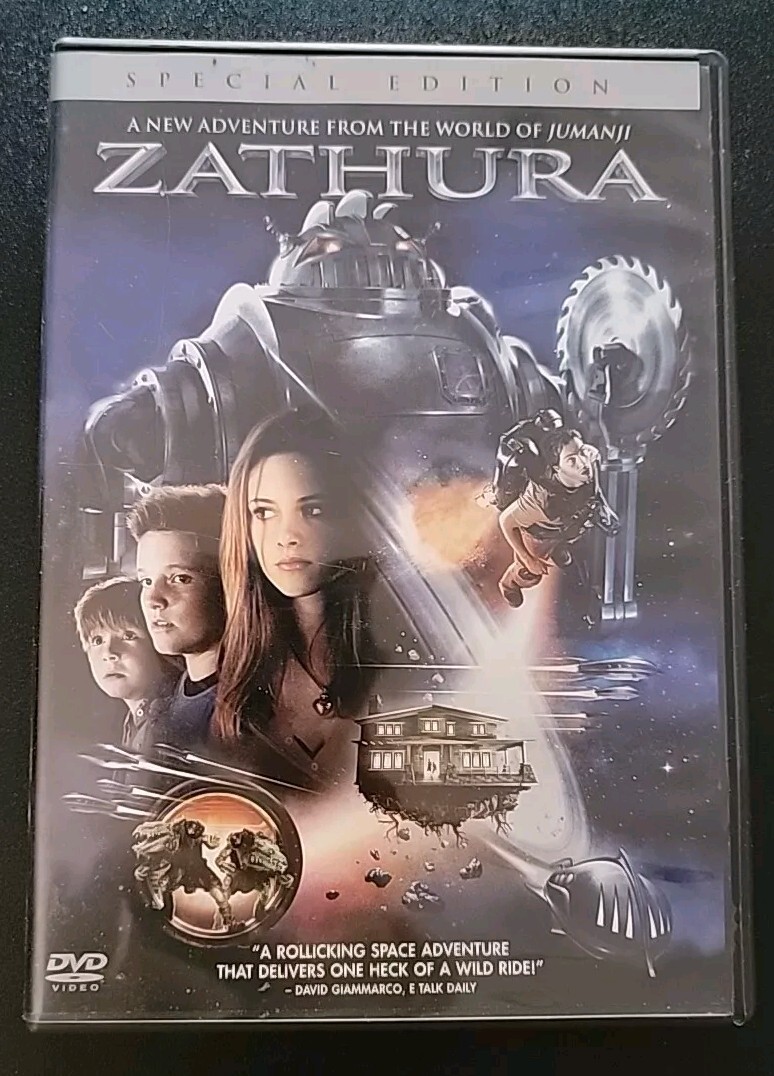 SPECIAL EDITION
A NEW ADVENTURE FROM THE WORLD OF JUMANJI
ZATHURA
"A ROLLICKING SPACE ADVENTURE
THAT DELIVERS ONE HECK OF A WILD RIDE!"
– DAVID GIAMMARCO, E TALK DAILY
DVD
VIDEO